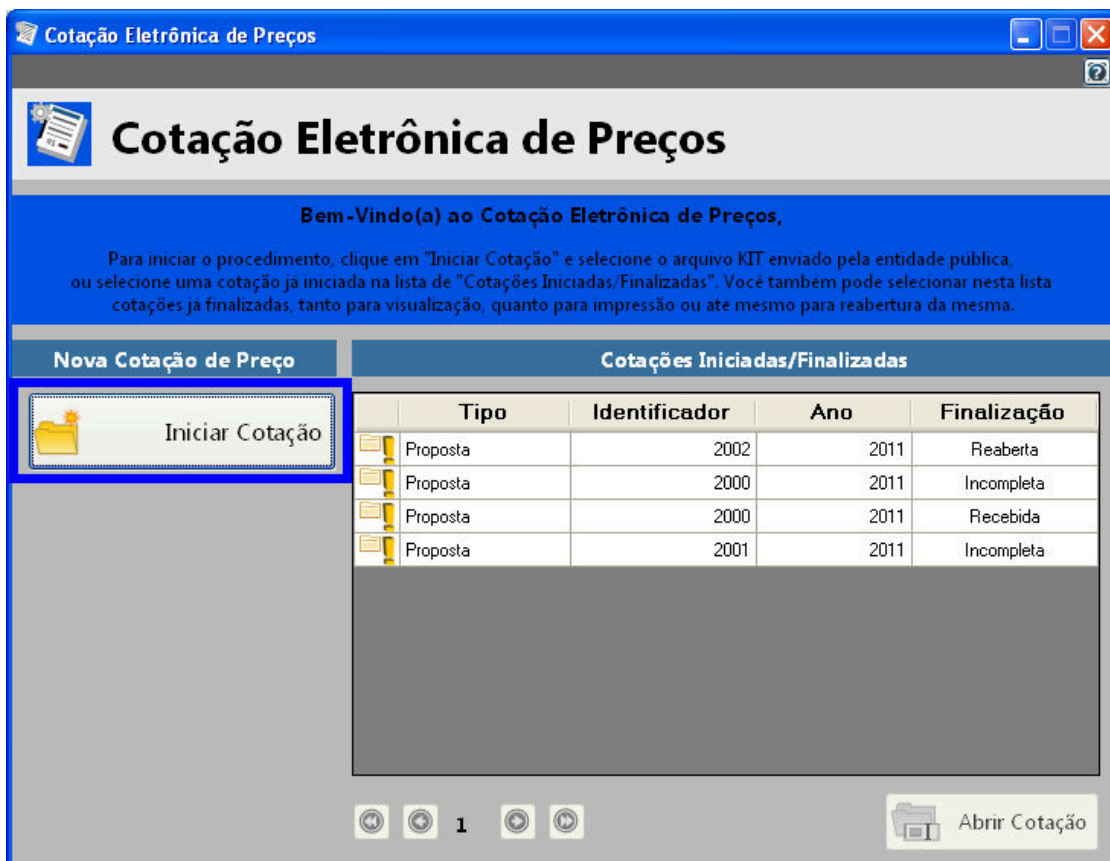 Cotação Eletrônica de Preços
Cotação Eletrônica de Preços
Bem-Vindo(a) ao Cotação Eletrônica de Preços,
Para iniciar o procedimento, clique em "Iniciar Cotação" e selecione o arquivo KIT enviado pela entidade pública,
ou selecione uma cotação já iniciada na lista de "Cotações Iniciadas/Finalizadas". Você também pode selecionar nesta lista
cotações já finalizadas, tanto para visualização, quanto para impressão ou até mesmo para reabertura da mesma.
Nova Cotação de Preço
Cotações Iniciadas/Finalizadas
Iniciar Cotação
Tipo Identificador Ano Finalização
Proposta 2002 2011 Reaberta
Proposta 2000 2011 Incompleta
Proposta 2000 2011 Recebida
Proposta 2001 2011 Incompleta
1
Abrir Cotação